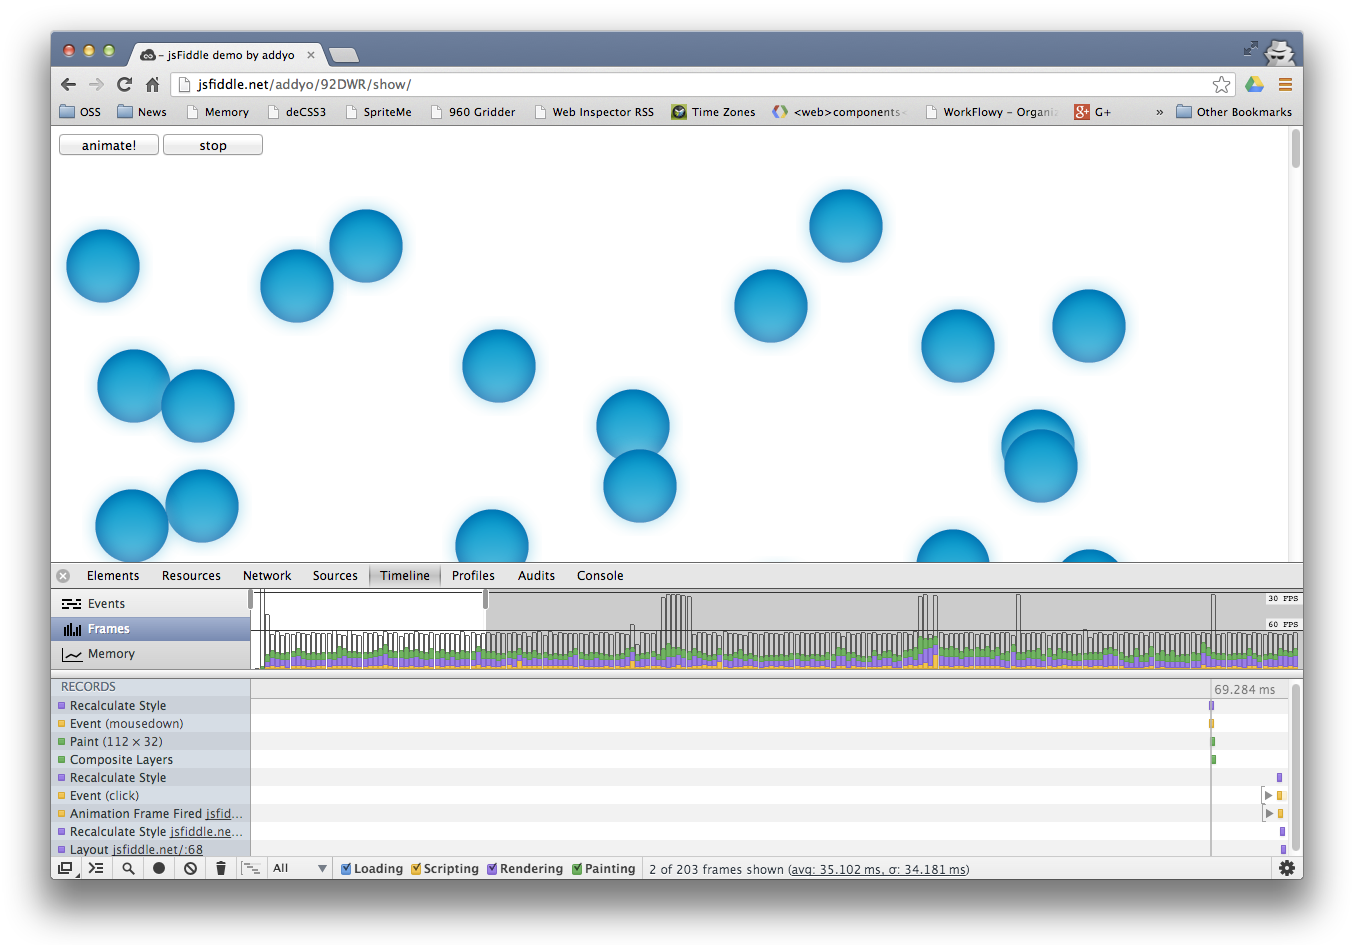 – jsFiddle demo by addyo
jsfiddle.net/addyo/92DWR/show/
OSS News Memory deCSS3 SpriteMe 960 Gridder Web Inspector RSS Time Zones <web>components< WorkFlowy – Organiz G+ » Other Bookmarks
animate! stop
Elements Resources Network Sources Timeline Profiles Audits Console
Events
30 FPS
Frames
60 FPS
Memory
RECORDS
69.284 ms
Recalculate Style
Event (mousedown)
Paint (112 × 32)
Composite Layers
Recalculate Style
Event (click)
Animation Frame Fired jsfid...
Recalculate Style jsfiddle.ne...
Layout jsfiddle.net/:68
All Loading Scripting Rendering Painting 2 of 203 frames shown (avg: 35.102 ms, σ: 34.181 ms)